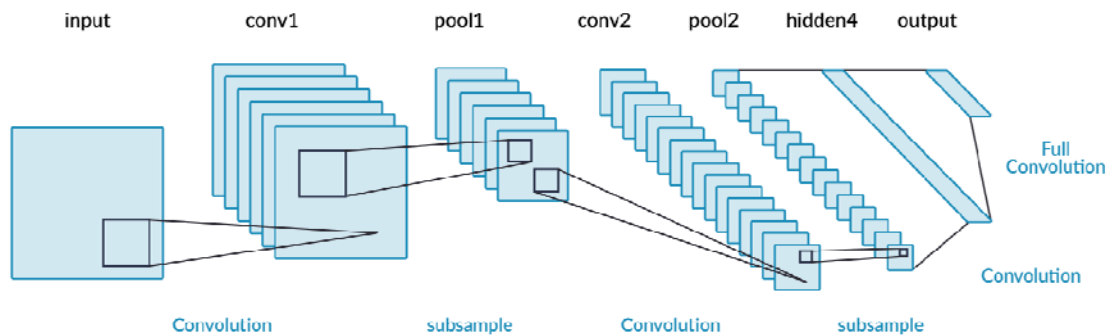 input conv1 pool1 conv2 pool2 hidden4 output
Full
Convolution
Convolution
Convolution subsample Convolution subsample